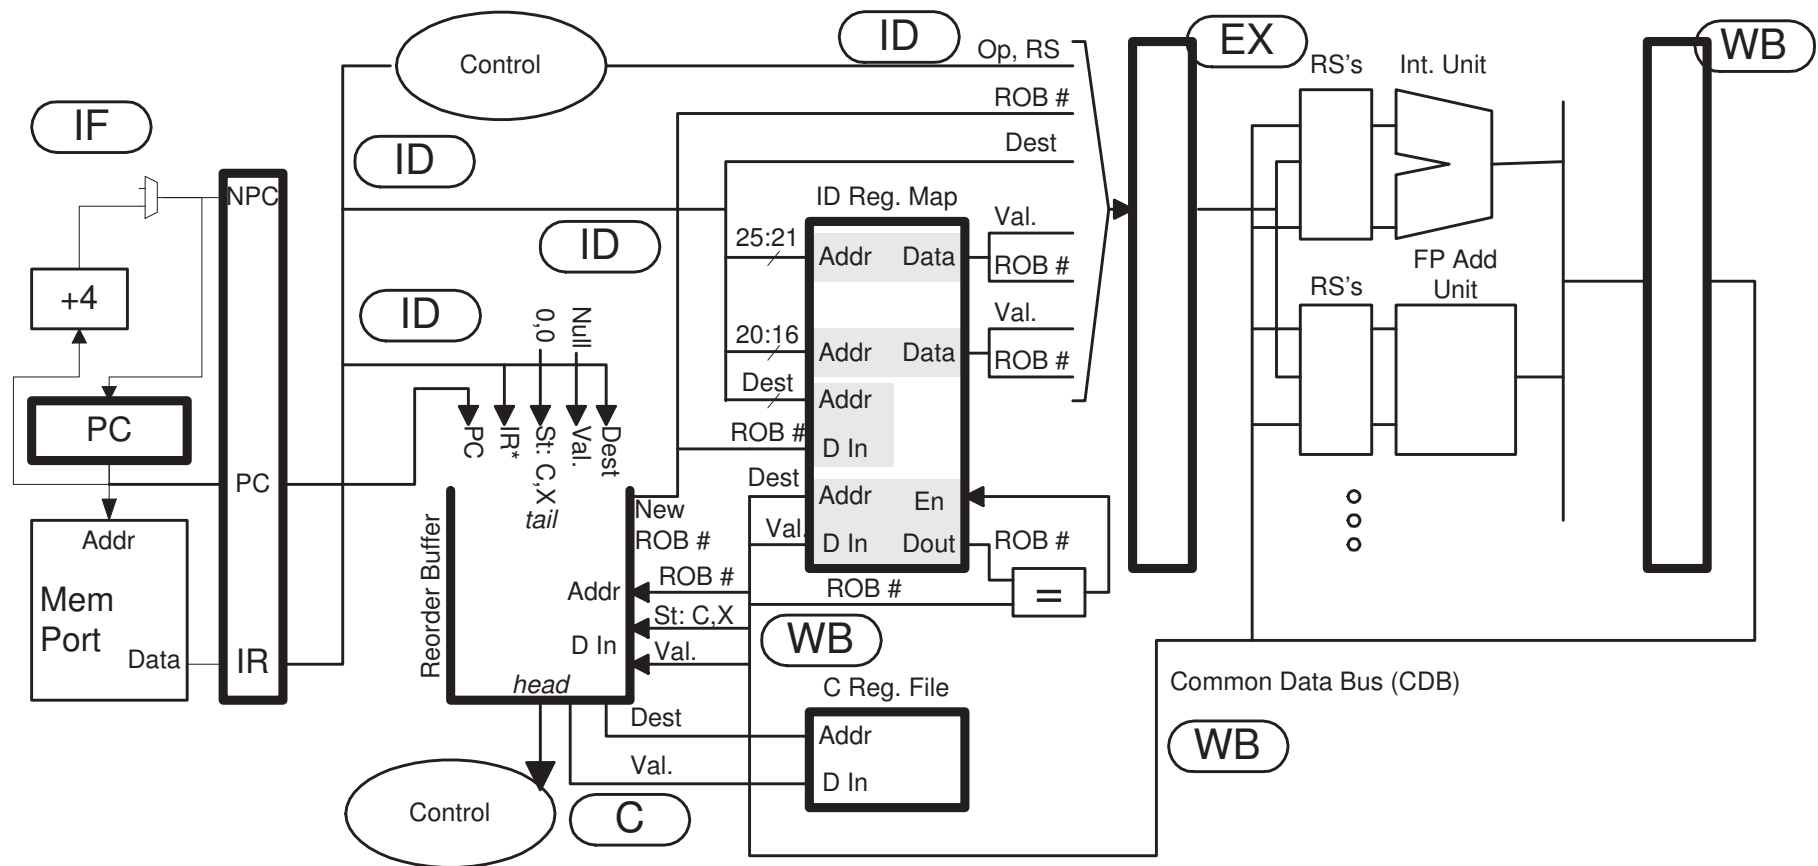 Control
ID
Op, RS
EX
WB
RS's
Int. Unit
ROB #
IF
Dest
ID
NPC
ID Reg. Map
Val.
25:21
Addr
Data
ROB #
ID
FP Add
Unit
RS's
+4
ID
0,0
Null
Val.
20:16
Addr
Data
ROB #
Dest
Addr
PC
PC
IR*
St: C,X
Val.
Dest
ROB #
D In
PC
tail
Dest
Addr
En
New
ROB #
Val.
D In
Dout
ROB #
Addr
Mem
Port
Data
IR
Reorder Buffer
Addr
ROB #
ROB #
=
St: C,X
D In
Val.
WB
head
C Reg. File
Common Data Bus (CDB)
Dest
Addr
WB
Val.
D In
Control
C